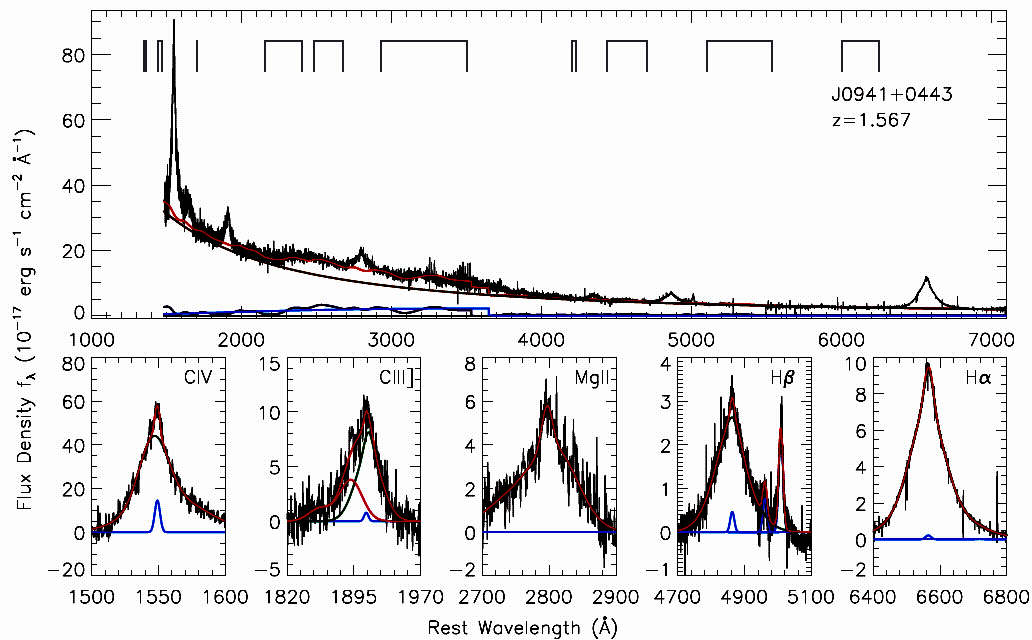 80
60
40
20
0
J0941+0443
z=1.567
1000 2000 3000 4000 5000 6000 7000
Flux Density fλ (10⁻¹⁷ erg s⁻¹ cm⁻² Å⁻¹)
CIV
80
60
40
20
0
−20
1500 1550 1600
CIII]
10
5
0
−5
1820 1895 1970
MgII
8
6
4
2
0
−2
2700 2800 2900
Hβ
4
3
2
1
0
−1
4700 4900 5100
Hα
10
8
6
4
2
0
−2
6400 6600 6800
Rest Wavelength (Å)